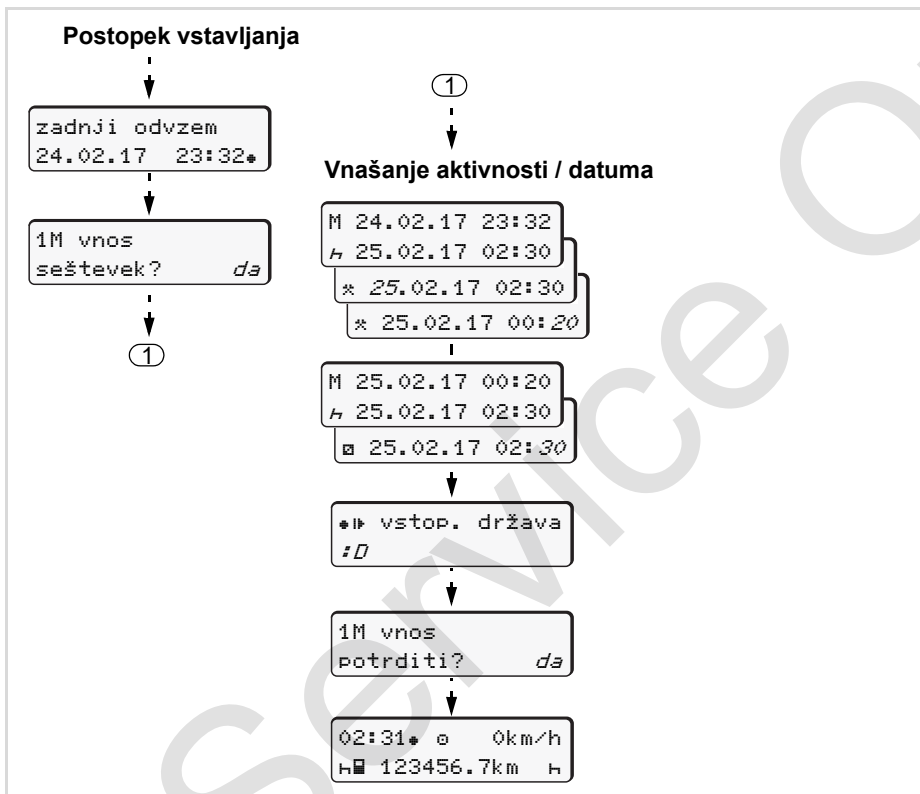 Postopek vstavljanja
zadnji odvzem
24.02.17 23:32
1M vnos
seštevek? da
1
1
Vnašanje aktivnosti / datuma
M 24.02.17 23:32
25.02.17 02:30
25.02.17 02:30
25.02.17 00:20
M 25.02.17 00:20
25.02.17 02:30
25.02.17 02:30
vstop. država
:D
1M vnos
potrditi? da
02:31 0km/h
123456.7km
Service O